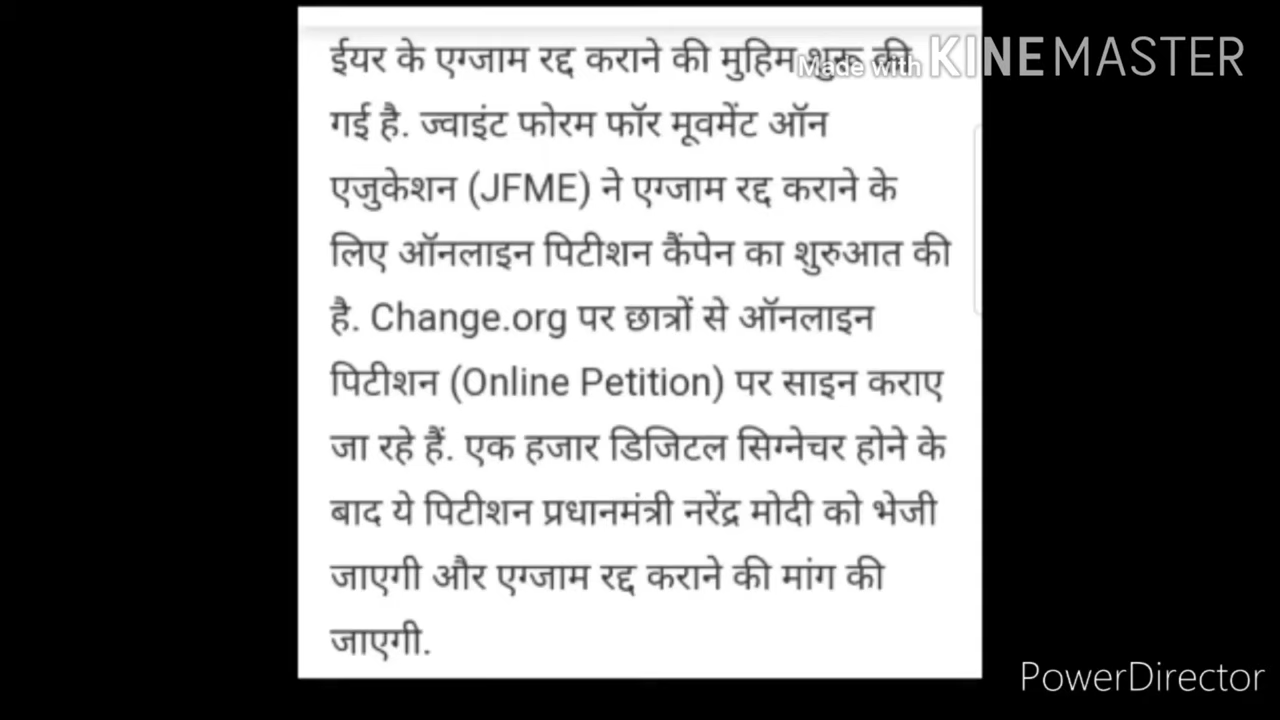 ईयर के एग्जाम रद्द कराने की मुहिम शुरू की
Made with KINEMASTER
गई है. ज्वाइंट फोरम फॉर मूवमेंट ऑन
एजुकेशन (JFME) ने एग्जाम रद्द कराने के
लिए ऑनलाइन पिटीशन कैंपेन का शुरुआत की
है. Change.org पर छात्रों से ऑनलाइन
पिटीशन (Online Petition) पर साइन कराए
जा रहे हैं. एक हजार डिजिटल सिग्नेचर होने के
बाद ये पिटीशन प्रधानमंत्री नरेंद्र मोदी को भेजी
जाएगी और एग्जाम रद्द कराने की मांग की
जाएगी.
PowerDirector